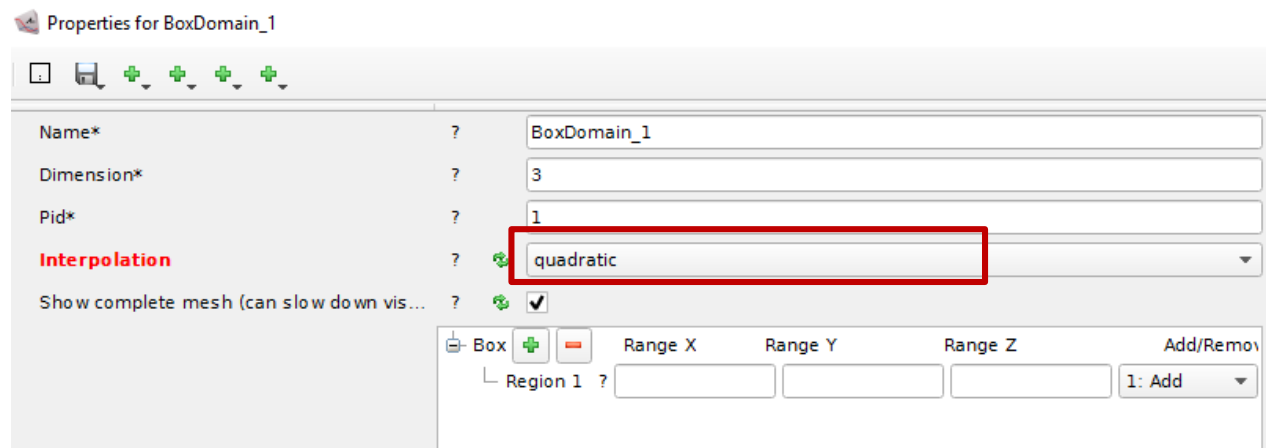 Properties for BoxDomain_1
Name* ? BoxDomain_1
Dimension* ? 3
Pid* ? 1
Interpolation ? quadratic
Show complete mesh (can slow down vis... ?
Box Range X Range Y Range Z Add/Remov
Region 1 ? 1: Add